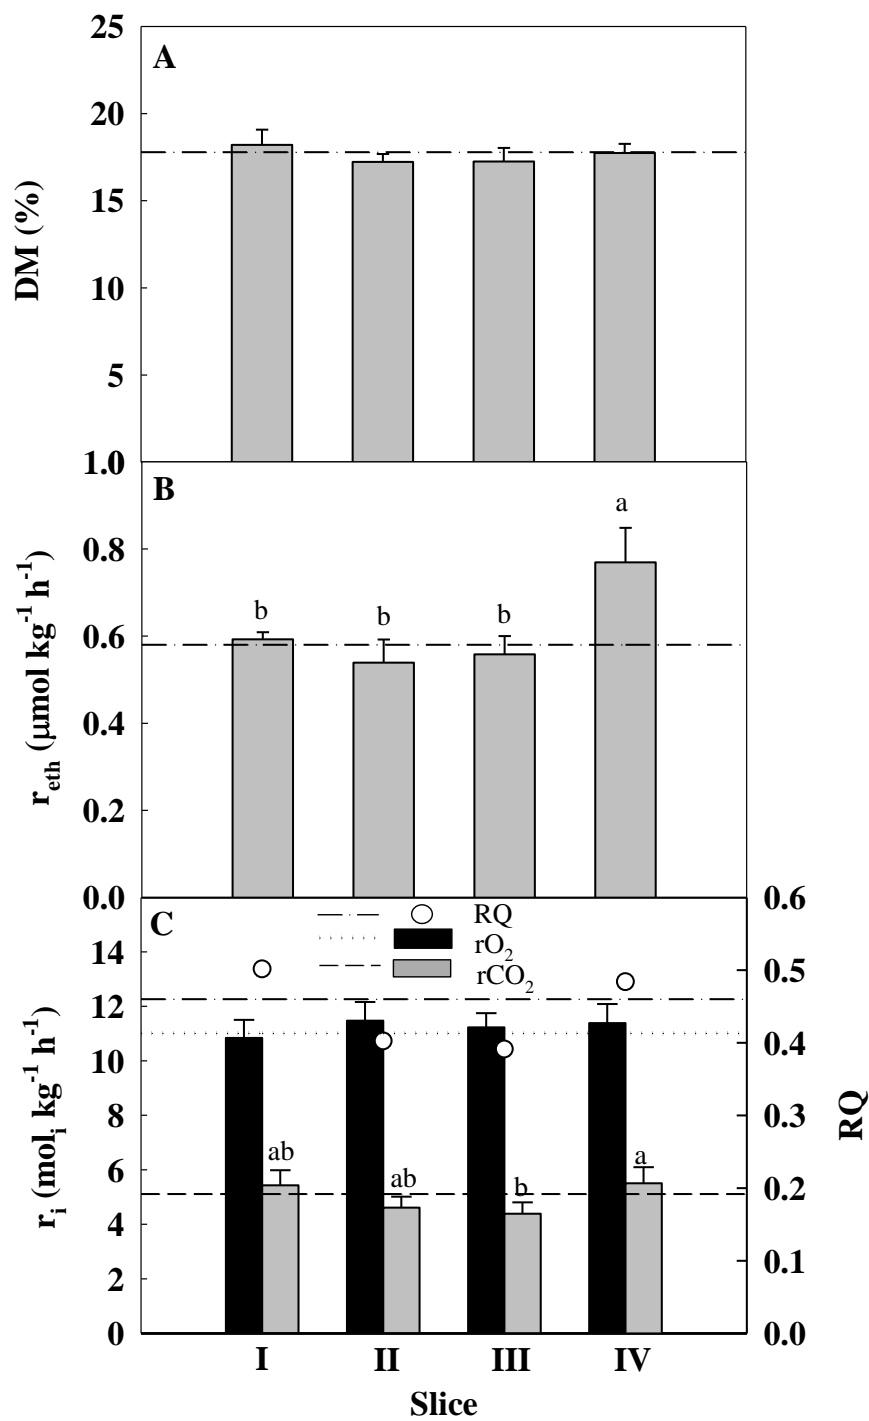 25
A
20
15
DM (%)
10
5
1.0
B
a
0.8
b
b
b
0.6
r_eth (μmol kg⁻¹ h⁻¹)
0.4
0.2
0.0
0.6
C
RQ
14
rO₂
rCO₂
0.5
12
10
0.4
r_i (mol_i kg⁻¹ h⁻¹)
8
0.3
RQ
6
ab
ab
b
a
0.2
4
0.1
2
0
0.0
I II III IV
Slice